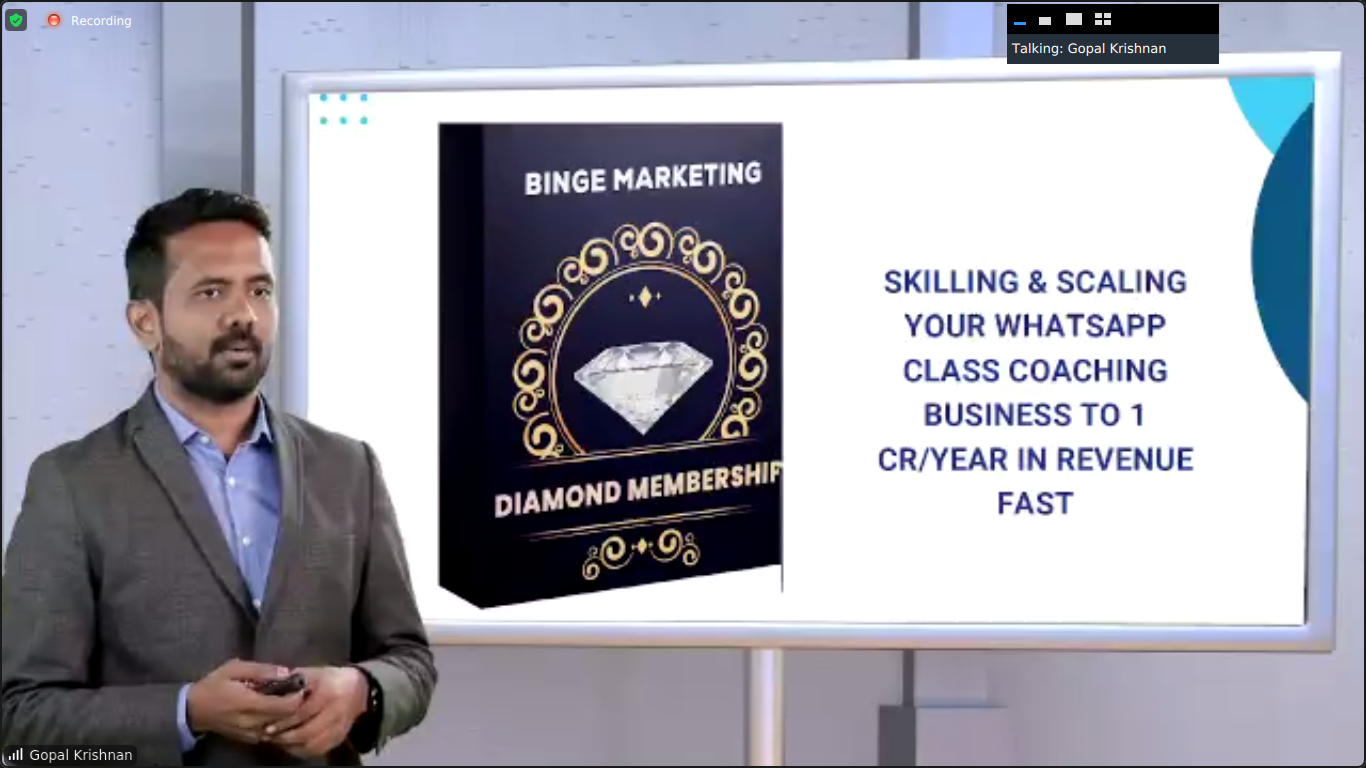 Recording
Talking: Gopal Krishnan
BINGE MARKETING
DIAMOND MEMBERSHIP
SKILLING & SCALING
YOUR WHATSAPP
CLASS COACHING
BUSINESS TO 1
CR/YEAR IN REVENUE
FAST
Gopal Krishnan